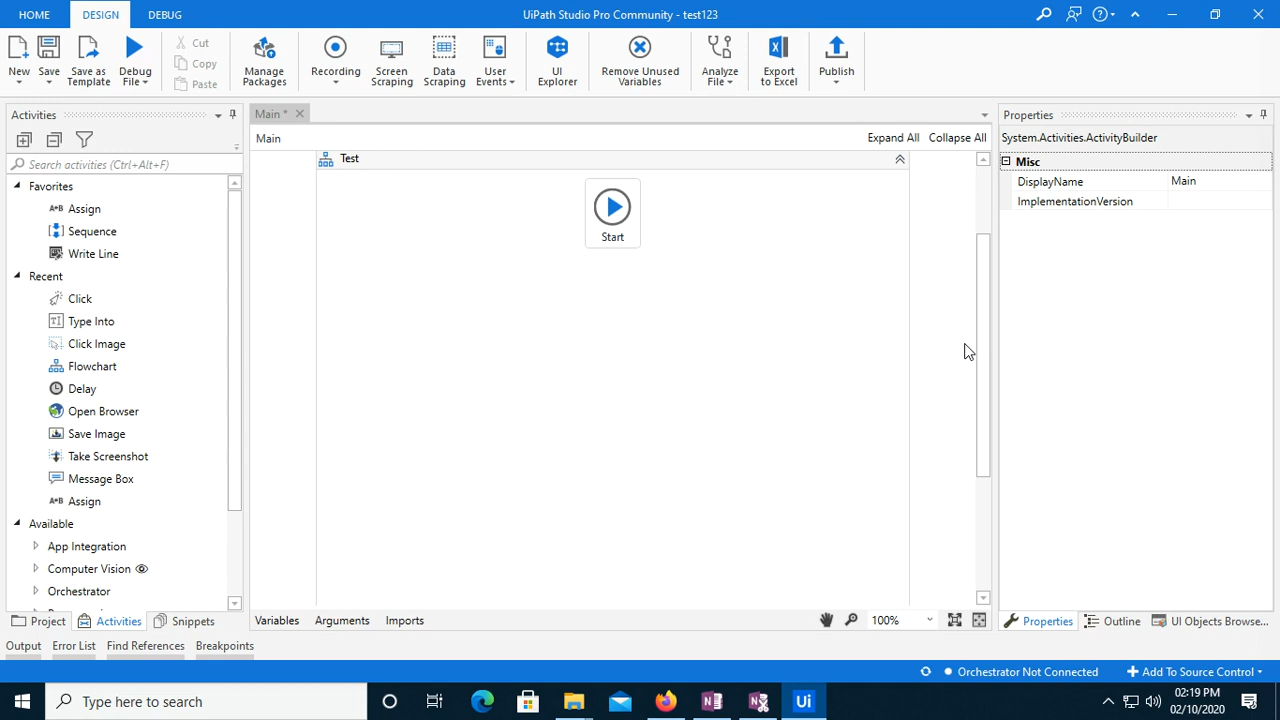 HOME DESIGN DEBUG UiPath Studio Pro Community - test123
New Save Save as Template Debug File Cut Copy Paste Manage Packages Recording Screen Scraping Data Scraping User Events UI Explorer Remove Unused Variables Analyze File Export to Excel Publish
Activities
Search activities (Ctrl+Alt+F)
Favorites
Assign
Sequence
Write Line
Recent
Click
Type Into
Click Image
Flowchart
Delay
Open Browser
Save Image
Take Screenshot
Message Box
Assign
Available
App Integration
Computer Vision
Orchestrator
Project Activities Snippets
Main *
Main Expand All Collapse All
Test
Start
Variables Arguments Imports 100%
Properties
System.Activities.ActivityBuilder
Misc
DisplayName Main
ImplementationVersion
Properties Outline UI Objects Browse...
Output Error List Find References Breakpoints
Orchestrator Not Connected Add To Source Control
Type here to search
Ui
02:19 PM
02/10/2020